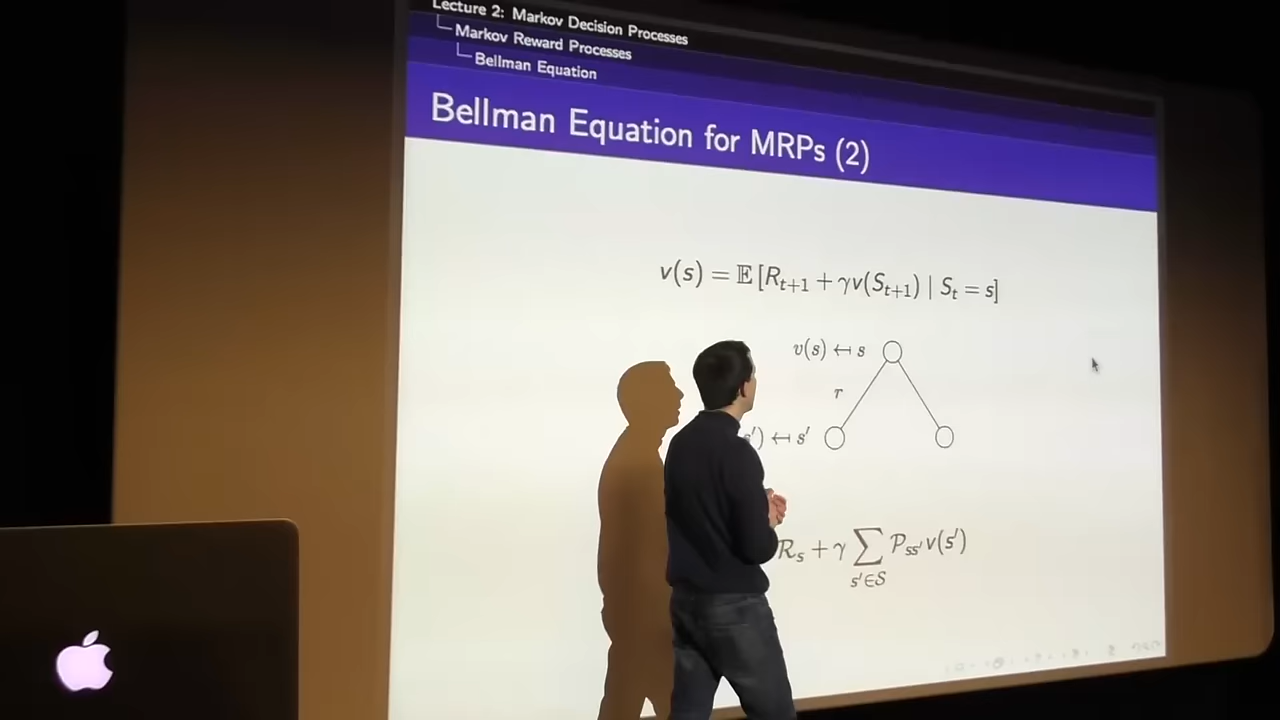 Lecture 2: Markov Decision Processes
Markov Reward Processes
Bellman Equation
Bellman Equation for MRPs (2)
v(s) = 𝔼 [R_{t+1} + γv(S_{t+1}) | S_t = s]
v(s) ↤ s
r
s′) ↤ s′
ℛ_s + γ ∑_{s′∈𝒮} 𝒫_{ss′} v(s′)